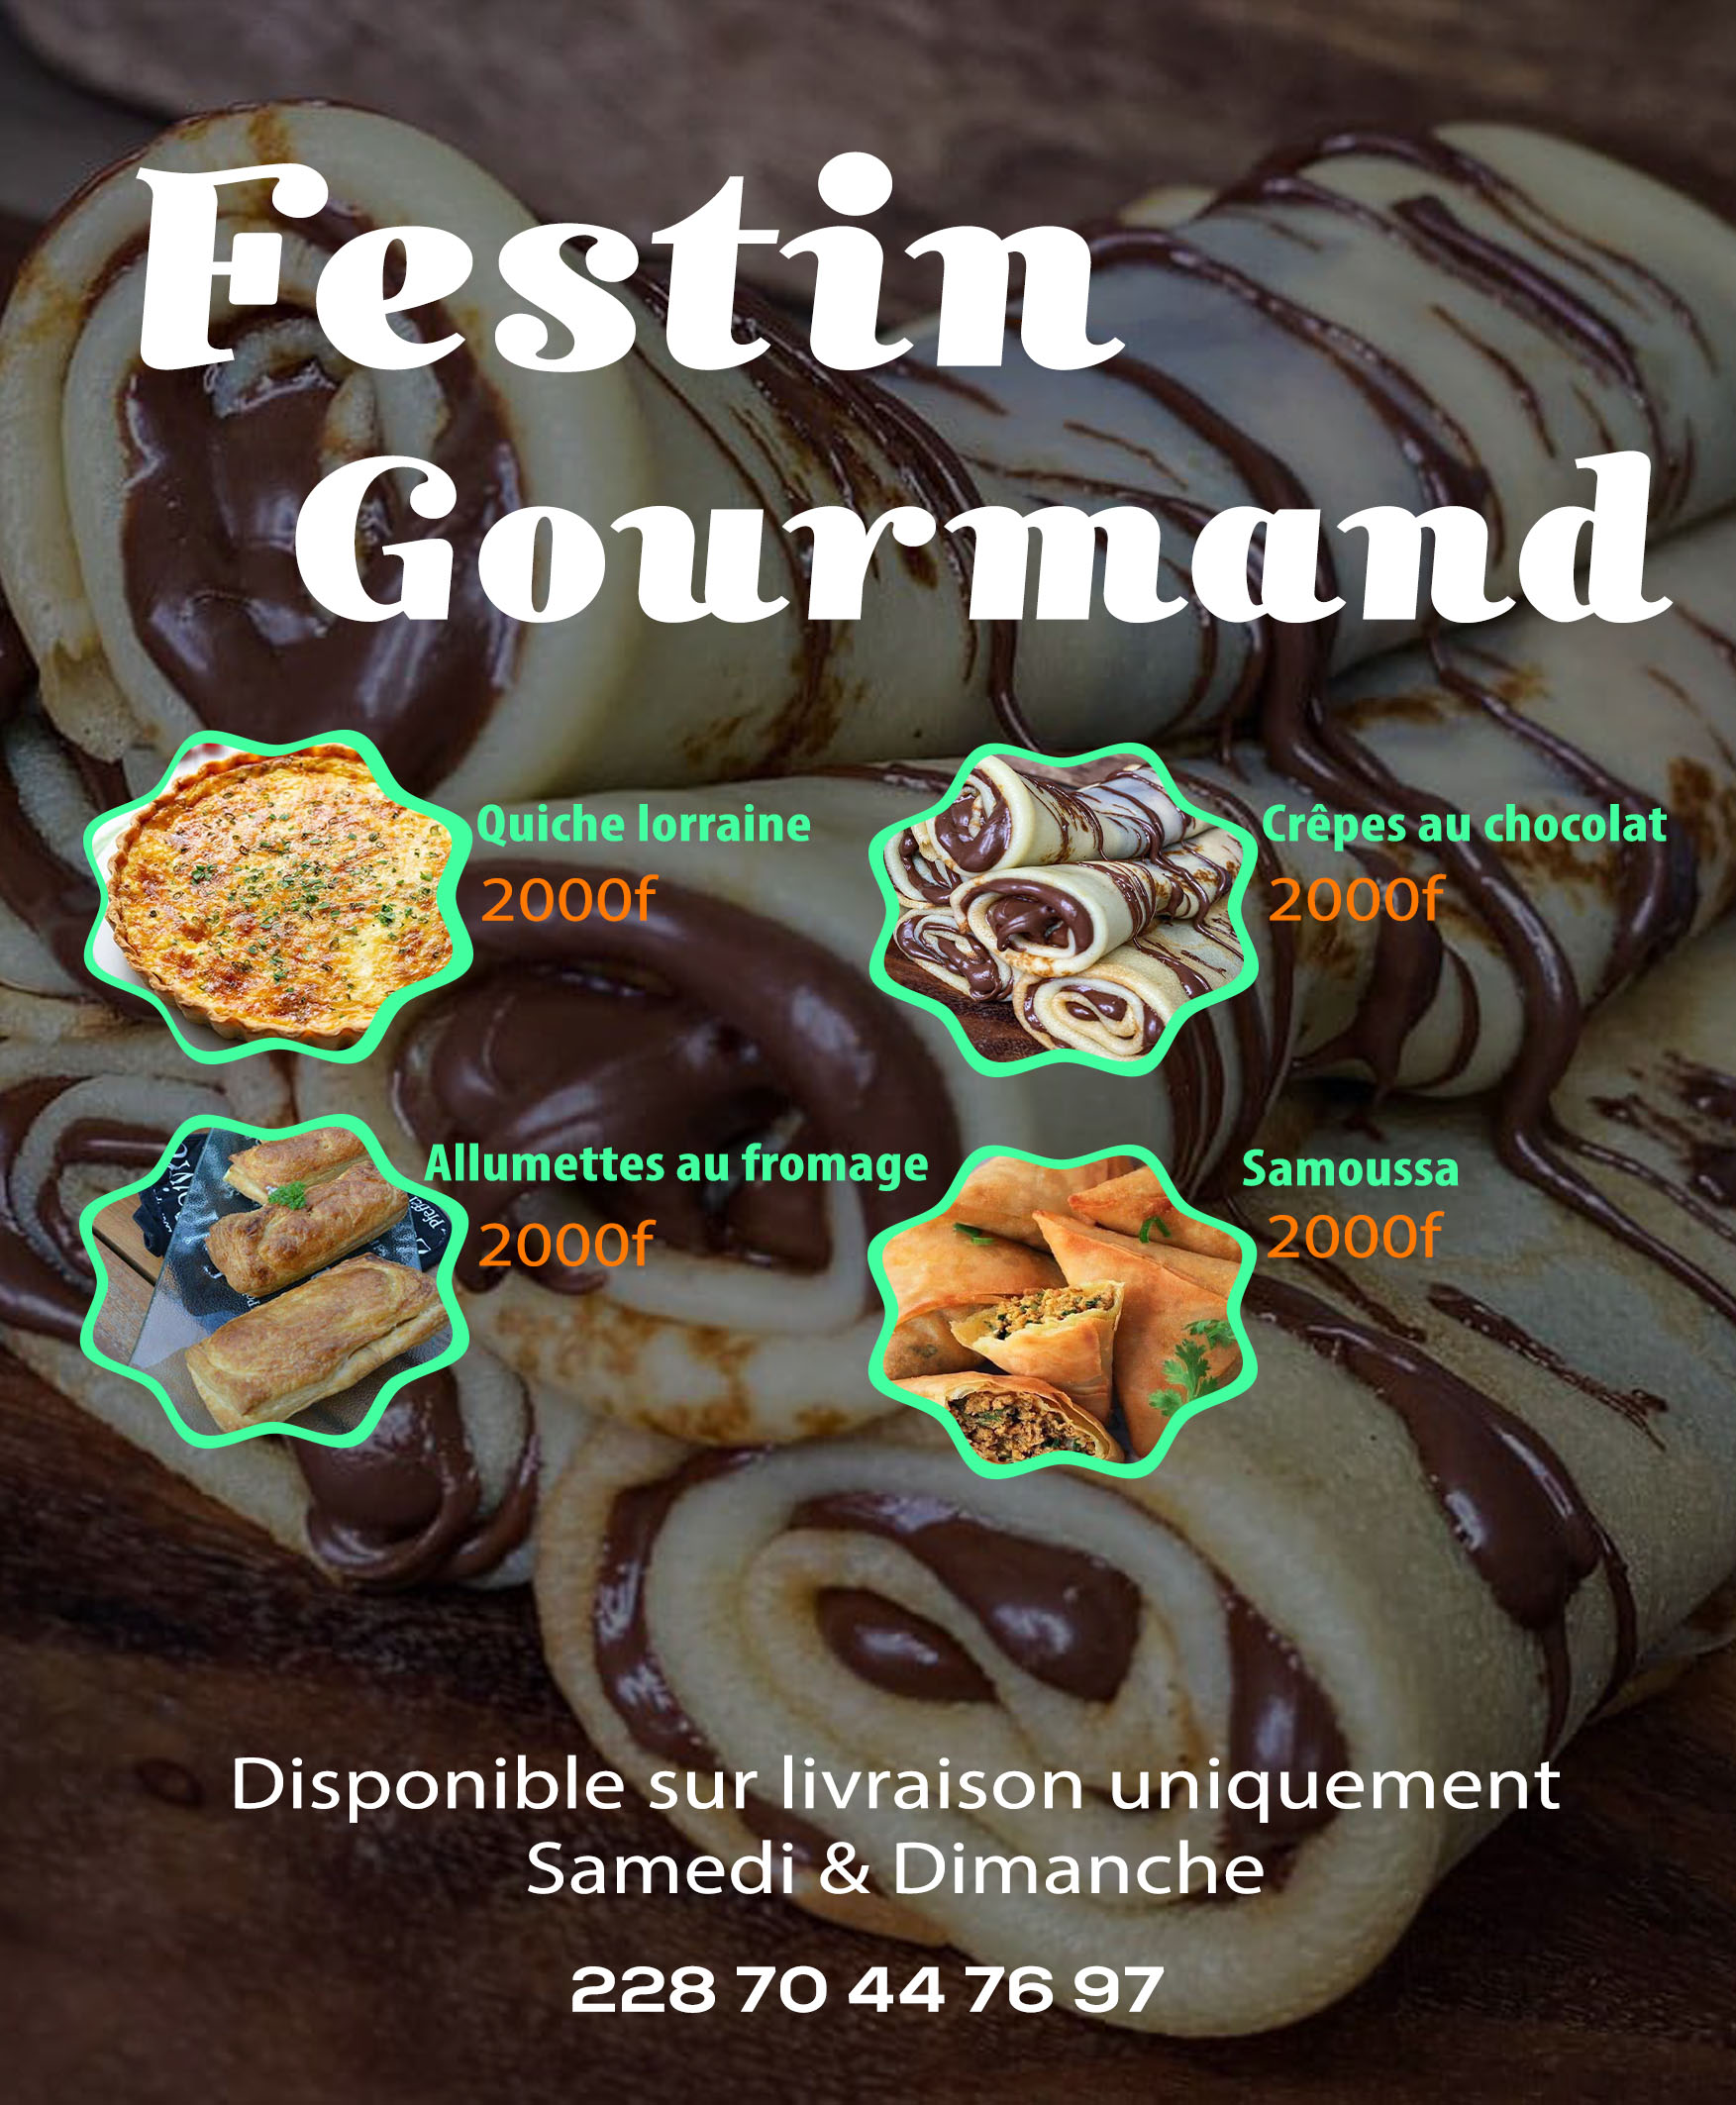 Festin
Gourmand
Quiche lorraine
2000f
Crêpes au chocolat
2000f
Allumettes au fromage
2000f
Samoussa
2000f
Disponible sur livraison uniquement
Samedi & Dimanche
228 70 44 76 97